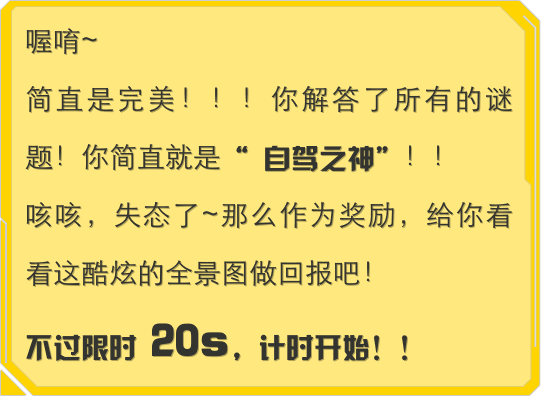 喔唷~
简直是完美！！！你解答了所有的谜
题！你简直就是“自驾之神”！！
咳咳，失态了~那么作为奖励，给你看
看这酷炫的全景图做回报吧！
不过限时 20s，计时开始！！